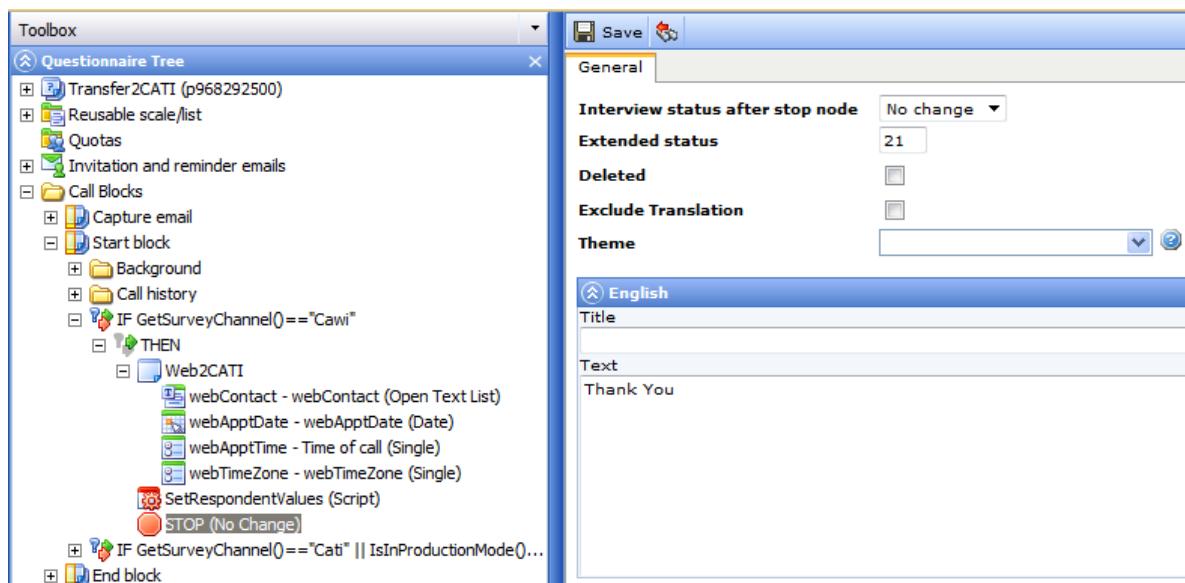 Toolbox
Questionnaire Tree
Transfer2CATI (p968292500)
Reusable scale/list
Quotas
Invitation and reminder emails
Call Blocks
Capture email
Start block
Background
Call history
IF GetSurveyChannel()=="Cawi"
THEN
Web2CATI
webContact - webContact (Open Text List)
webApptDate - webApptDate (Date)
webApptTime - Time of call (Single)
webTimeZone - webTimeZone (Single)
SetRespondentValues (Script)
STOP (No Change)
IF GetSurveyChannel()=="Cati" || IsInProductionMode()...
End block
Save
General
Interview status after stop node No change
Extended status 21
Deleted
Exclude Translation
Theme
English
Title
Text
Thank You